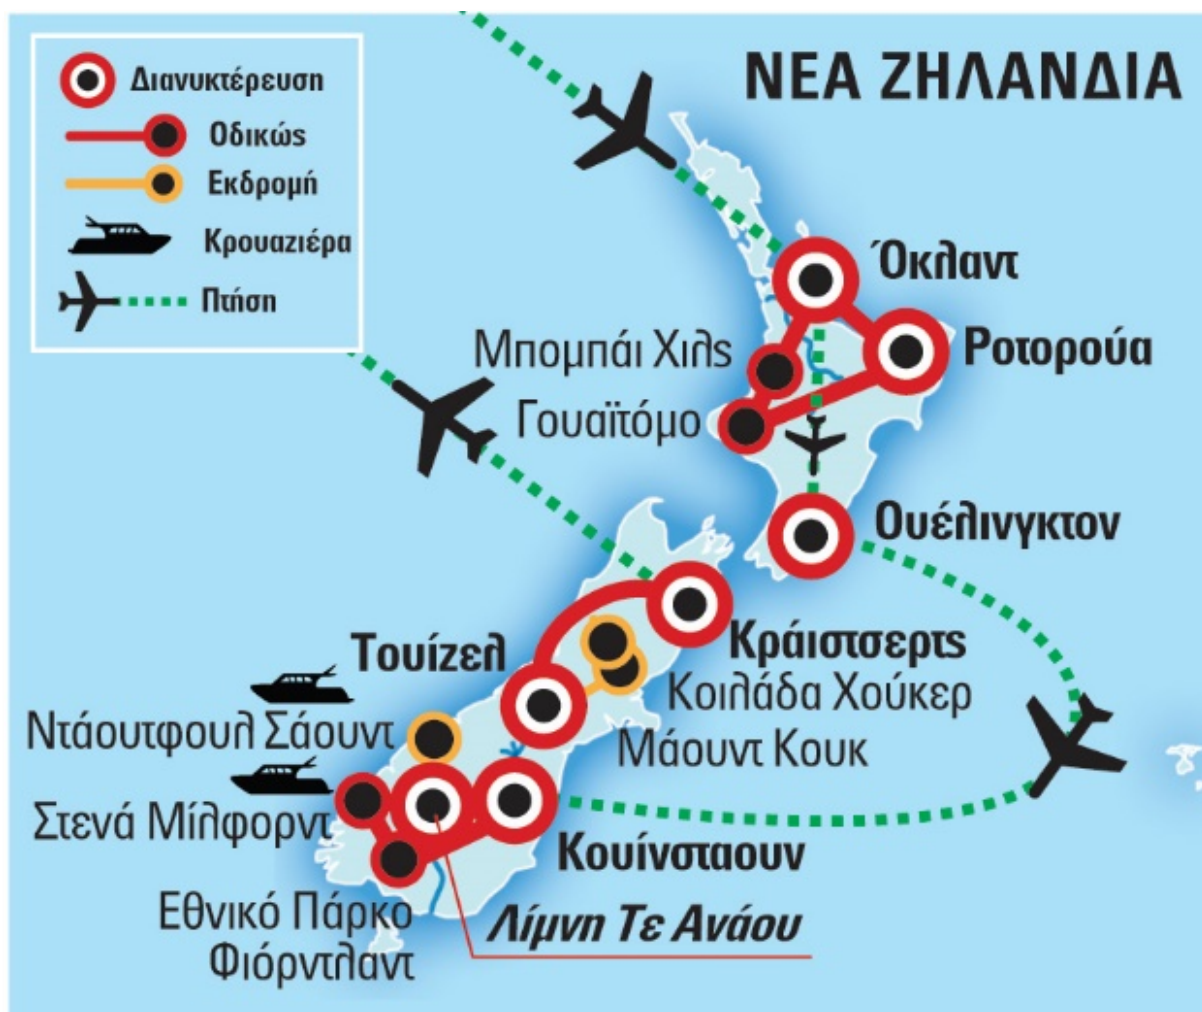 ΝΕΑ ΖΗΛΑΝΔΙΑ
Διανυκτέρευση
Οδικώς
Εκδρομή
Κρουαζιέρα
Πτήση
Όκλαντ
Μπομπάι Χιλς
Ροτορούα
Γουαϊτόμο
Ουέλινγκτον
Κράιστσερτς
Τουίζελ
Κοιλάδα Χούκερ
Ντάουτφουλ Σάουντ
Μάουντ Κουκ
Στενά Μίλφορντ
Κουίνσταουν
Εθνικό Πάρκο
Φιόρντλαντ
Λίμνη Τε Ανάου